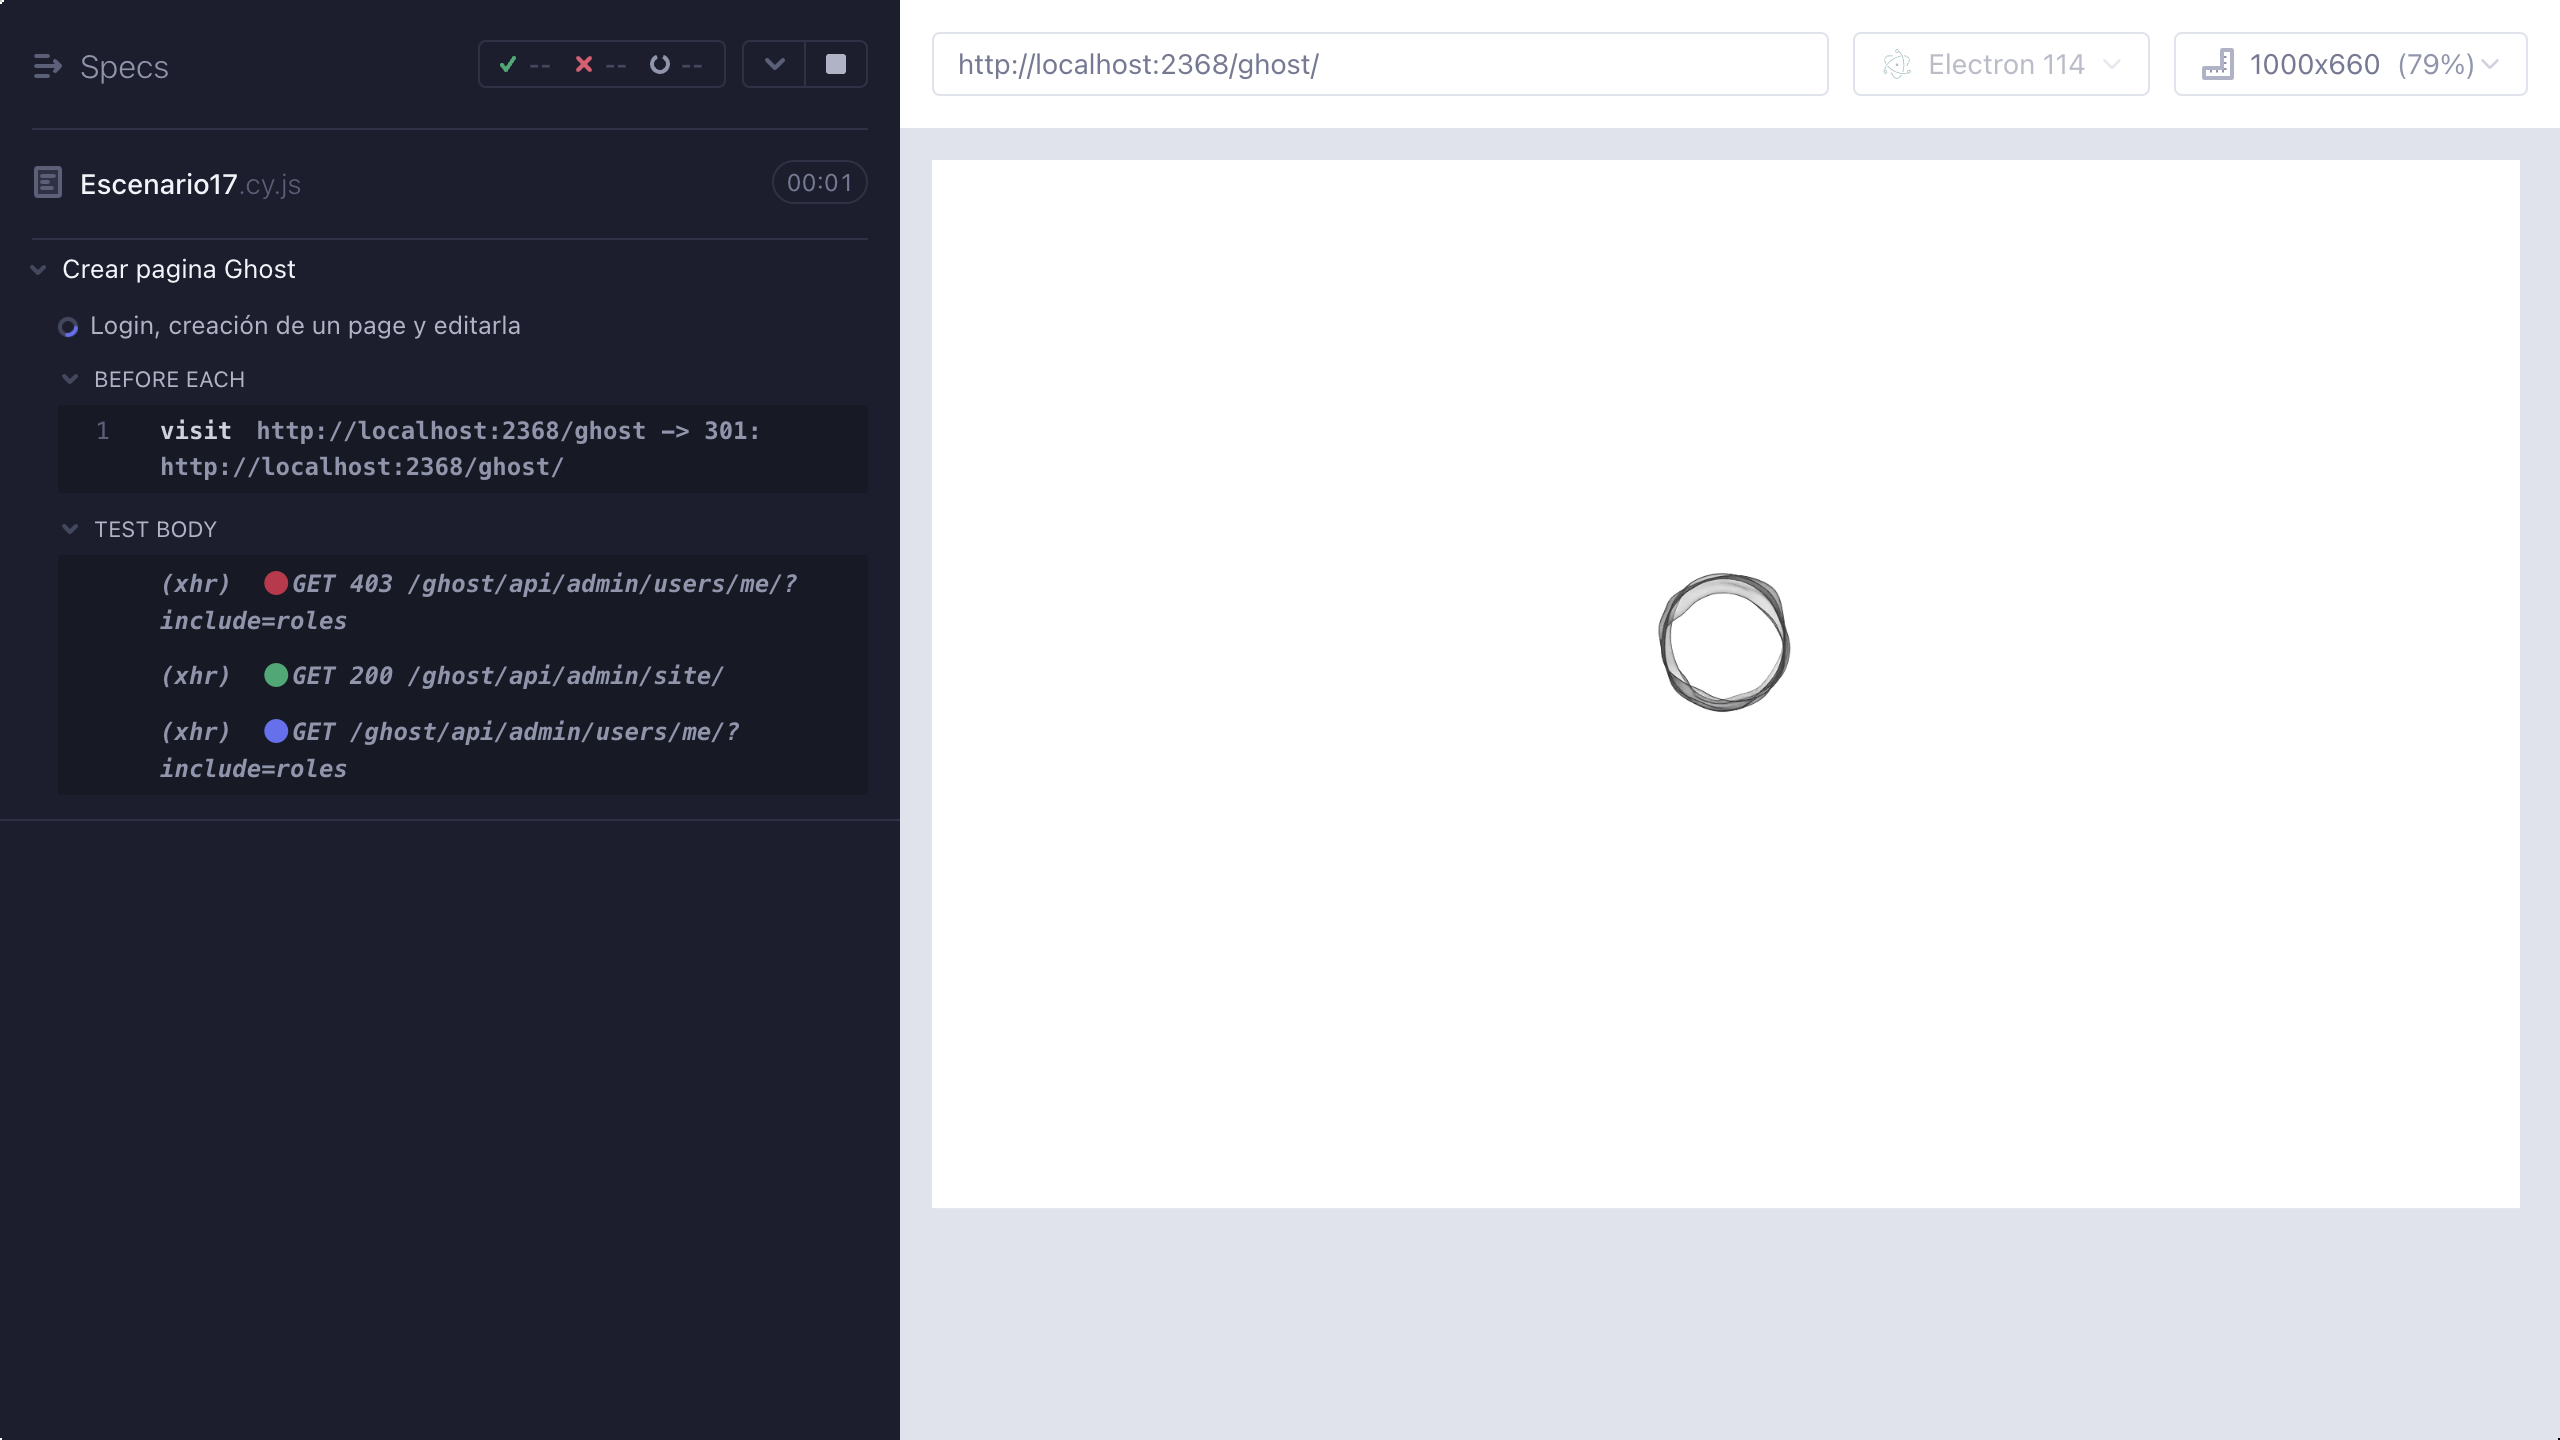 Specs
-- -- --
Escenario17.cy.js
00:01
Crear pagina Ghost
Login, creación de un page y editarla
BEFORE EACH
1 visit http://localhost:2368/ghost -> 301:
http://localhost:2368/ghost/
TEST BODY
(xhr) GET 403 /ghost/api/admin/users/me/?
include=roles
(xhr) GET 200 /ghost/api/admin/site/
(xhr) GET /ghost/api/admin/users/me/?
include=roles
http://localhost:2368/ghost/
Electron 114
1000x660 (79%)